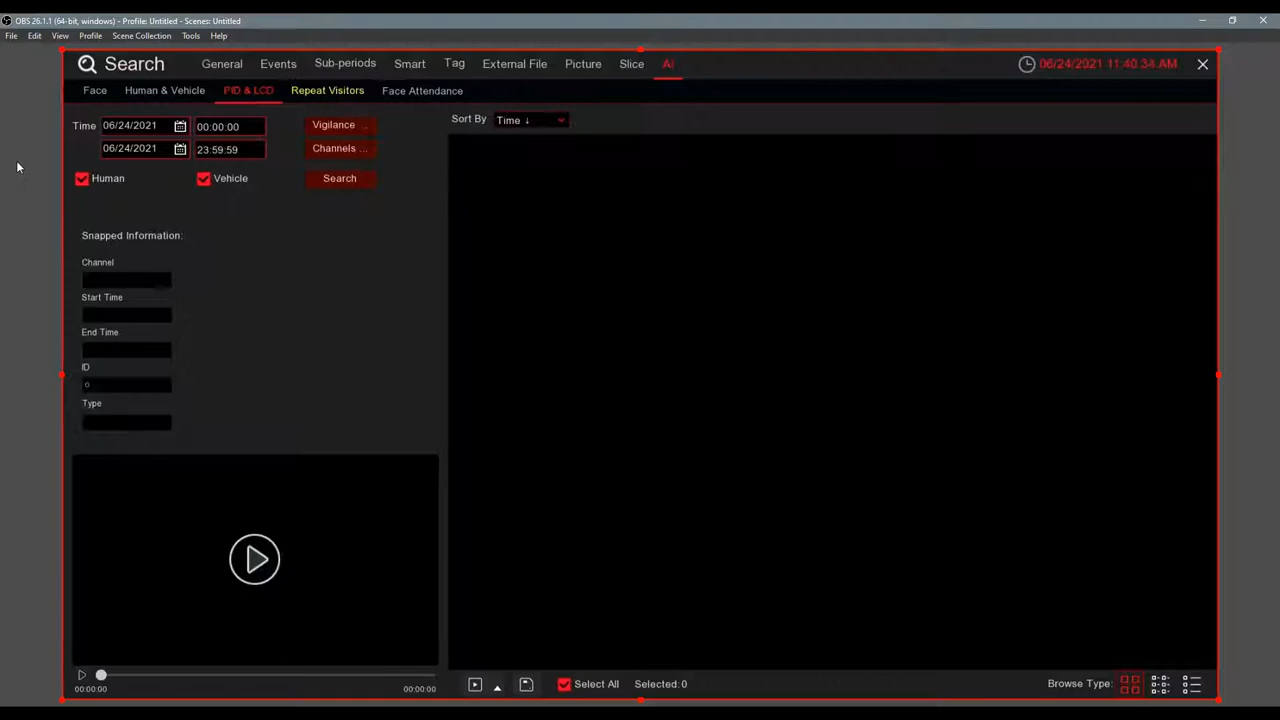 OBS 26.1.1 (64-bit, windows) - Profile: Untitled - Scenes: Untitled
File Edit View Profile Scene Collection Tools Help
Search General Events Sub-periods Smart Tag External File Picture Slice AI 06/24/2021 11:40:34 AM
Face Human & Vehicle PID & LCD Repeat Visitors Face Attendance
Time 06/24/2021 00:00:00 Vigilance ... Sort By Time ↓
06/24/2021 23:59:59 Channels ...
Human Vehicle Search
Snapped Information:
Channel
Start Time
End Time
ID
0
Type
00:00:00 00:00:00
Select All Selected: 0 Browse Type: